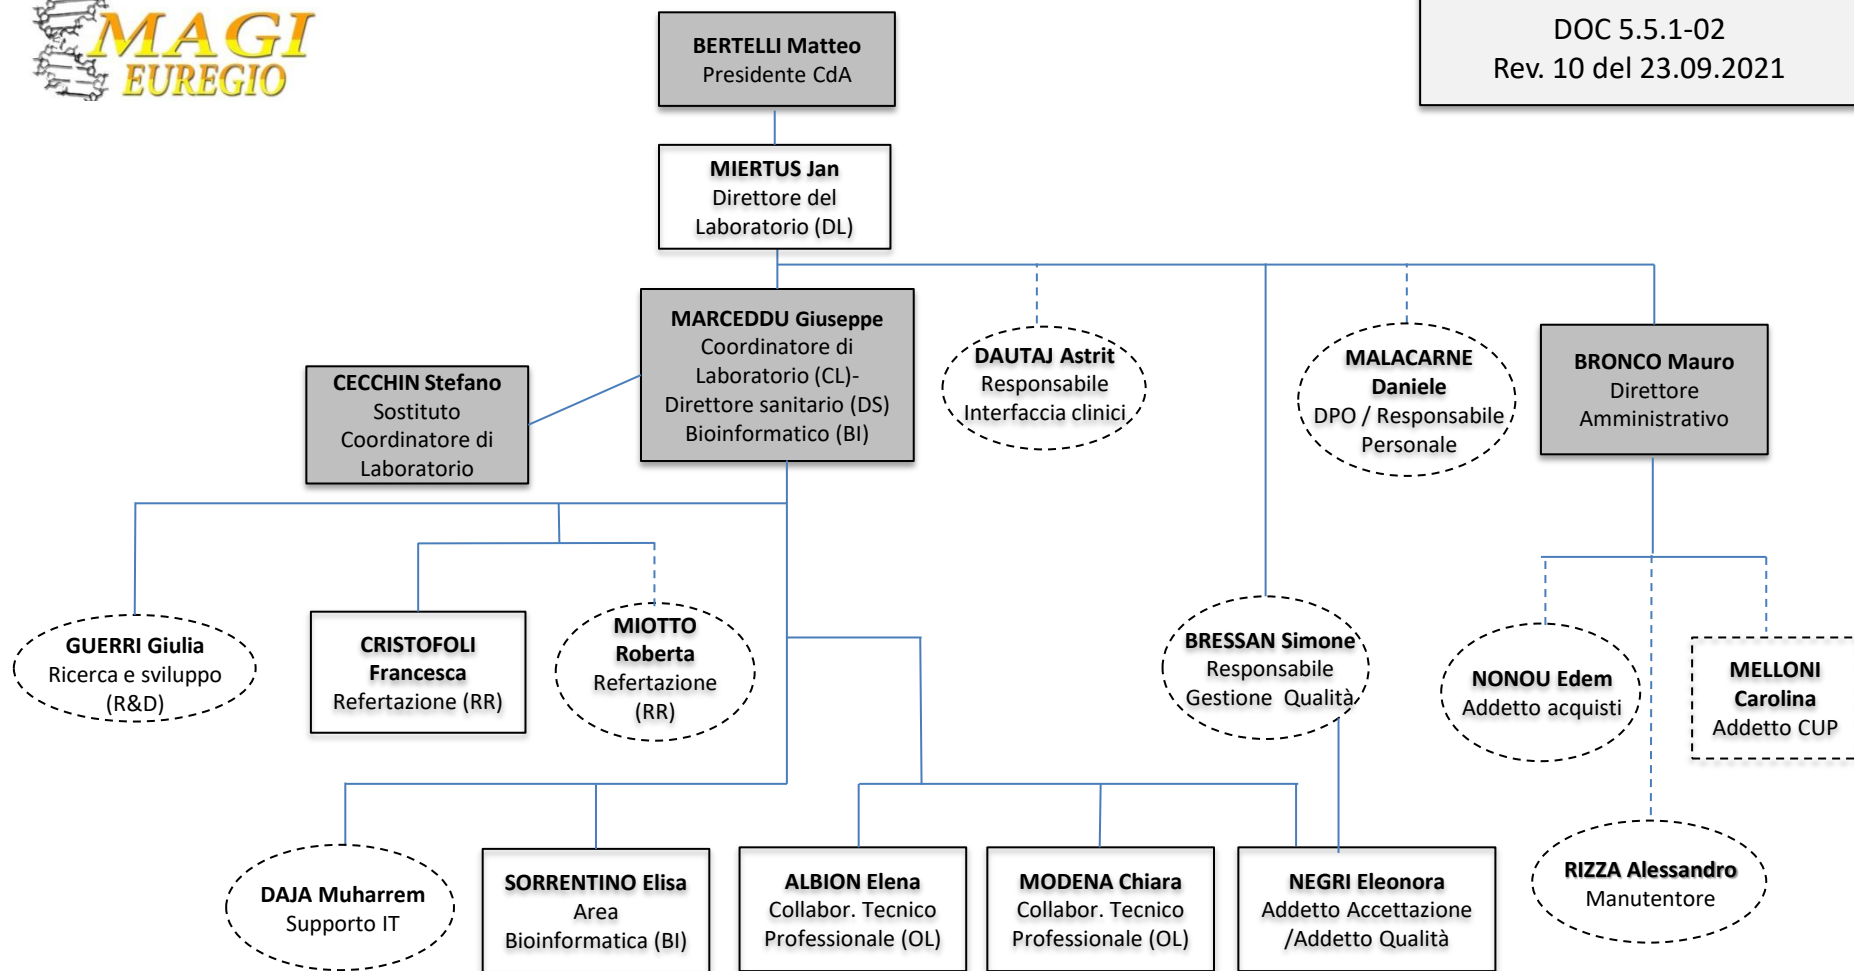 MAGI
EUREGIO
BERTELLI Matteo
Presidente CdA
DOC 5.5.1-02
Rev. 10 del 23.09.2021
MIERTUS Jan
Direttore del
Laboratorio (DL)
MARCEDDU Giuseppe
Coordinatore di
Laboratorio (CL)-
Direttore sanitario (DS)
Bioinformatico (BI)
CECCHIN Stefano
Sostituto
Coordinatore di
Laboratorio
DAUTAJ Astrit
Responsabile
Interfaccia clinici
MALACARNE
Daniele
DPO / Responsabile
Personale
BRONCO Mauro
Direttore
Amministrativo
GUERRI Giulia
Ricerca e sviluppo
(R&D)
CRISTOFOLI
Francesca
Refertazione (RR)
MIOTTO
Roberta
Refertazione
(RR)
BRESSAN Simone
Responsabile
Gestione Qualità
NONOU Edem
Addetto acquisti
MELLONI
Carolina
Addetto CUP
DAJA Muharrem
Supporto IT
SORRENTINO Elisa
Area
Bioinformatica (BI)
ALBION Elena
Collabor. Tecnico
Professionale (OL)
MODENA Chiara
Collabor. Tecnico
Professionale (OL)
NEGRI Eleonora
Addetto Accettazione
/Addetto Qualità
RIZZA Alessandro
Manutentore